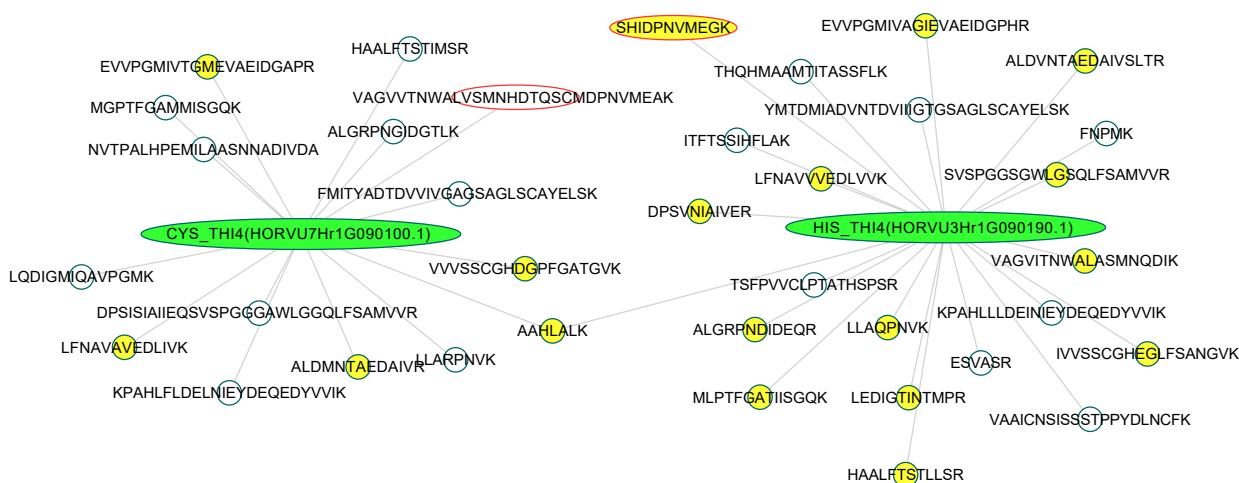 SHIDPNVMEGK
EVVPGMIVAGIEVAEIDGPHR
HAALFTSTIMSR
EVVPGMIVTGMEVAEIDGAPR
ALDVNTAEDAIVSLTR
THQHMAAMTITASSFLK
VAGVVTNWALVSMNHDTQSCMDPNVMEAK
MGPTFGAMMISGQK
YMTDMIADVNTDVIIIGTGSAGLSCAYELSK
ALGRPNGIDGTLK
FNPMK
ITFTSSIHFLAK
NVTPALHPEMILAASNNADIVDA
LFNAVVVEDLVVK
SVSPGGSGWLGSQLFSAMVVR
FMITYADTDVVIVGAGSAGLSCAYELSK
DPSVNIAIVER
CYS_THI4(HORVU7Hr1G090100.1)
HIS_THI4(HORVU3Hr1G090190.1)
VAGVITNWALASMNQDIK
VVVSSCGHDGPFGATGVK
LQDIGMIQAVPGMK
TSFPVVCLPTATHSPSR
DPSISIAIIEQSVSPGGGAWLGGQLFSAMVVR
KPAHLLLDEINIEYDEQEDYVVIK
AAHLALK
ALGRPNDIDEQR
LLAQPNVK
LFNAVAVEDLIVK
IVVSSCGHEGLFSANGVK
LLARPNVK
ESVASR
ALDMNTAEDAIVR
KPAHLFLDELNIEYDEQEDYVVIK
MLPTFGATIISGQK
LEDIGTINTMPR
VAAICNSISSSTPPYDLNCFK
HAALFTSTLLSR